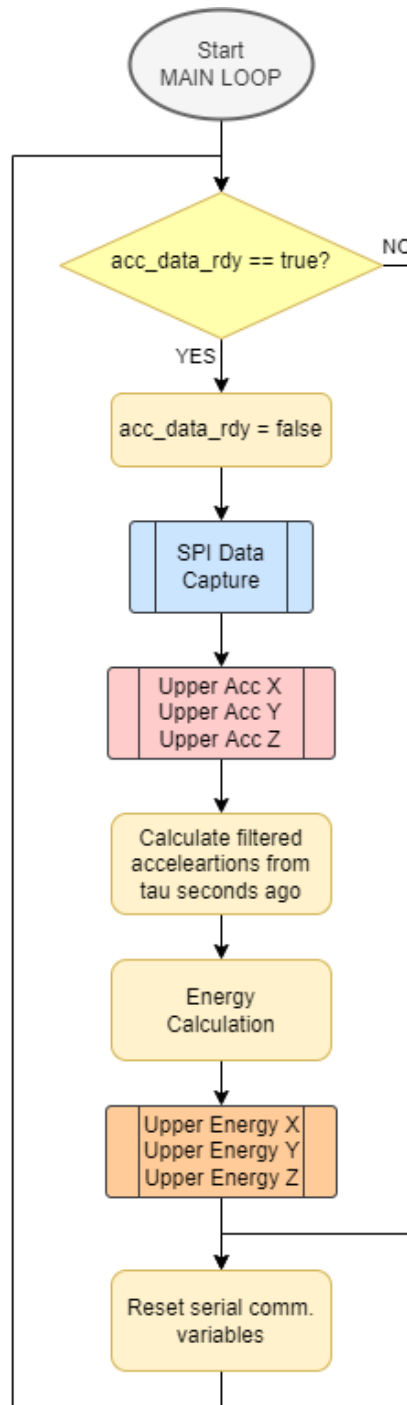 Start
MAIN LOOP
acc_data_rdy == true?
NO
YES
acc_data_rdy = false
SPI Data
Capture
Upper Acc X
Upper Acc Y
Upper Acc Z
Calculate filtered
acceleartions from
tau seconds ago
Energy
Calculation
Upper Energy X
Upper Energy Y
Upper Energy Z
Reset serial comm.
variables